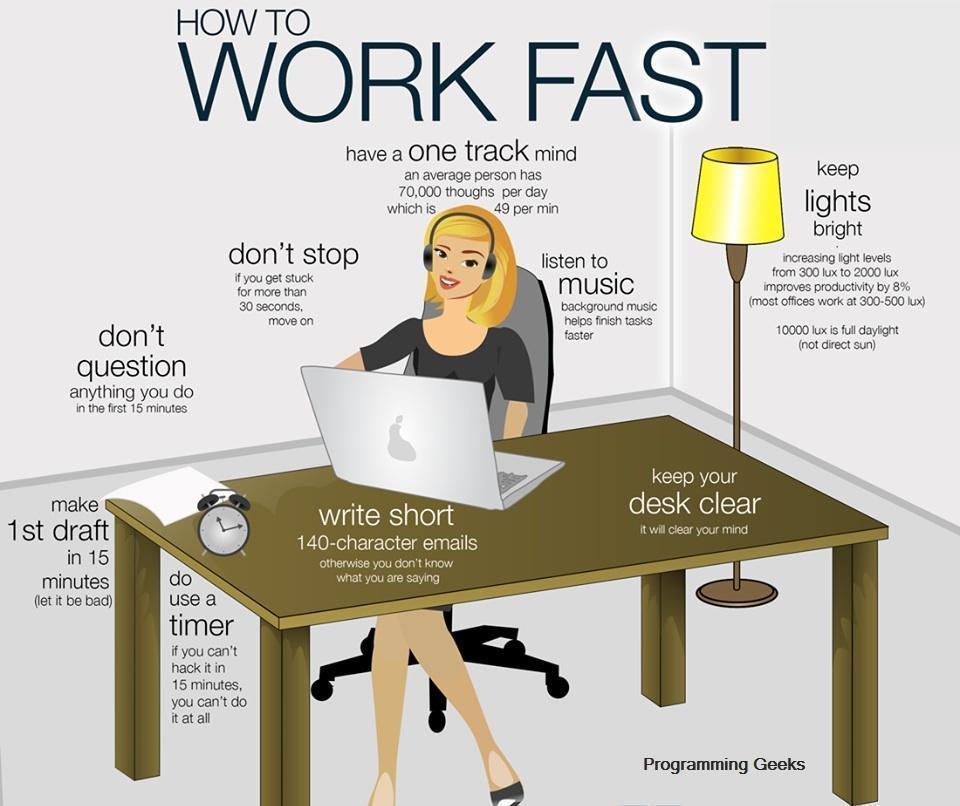 HOW TO
WORK FAST
have a one track mind
an average person has
70,000 thoughs per day
which is 49 per min
don't stop
if you get stuck
for more than
30 seconds,
move on
listen to
music
background music
helps finish tasks
faster
keep
lights
bright
increasing light levels
from 300 lux to 2000 lux
improves productivity by 8%
(most offices work at 300-500 lux)
10000 lux is full daylight
(not direct sun)
don't
question
anything you do
in the first 15 minutes
make
1st draft
in 15
minutes
(let it be bad)
do
use a
timer
if you can't
hack it in
15 minutes,
you can't do
it at all
write short
140-character emails
otherwise you don't know
what you are saying
keep your
desk clear
it will clear your mind
Programming Geeks